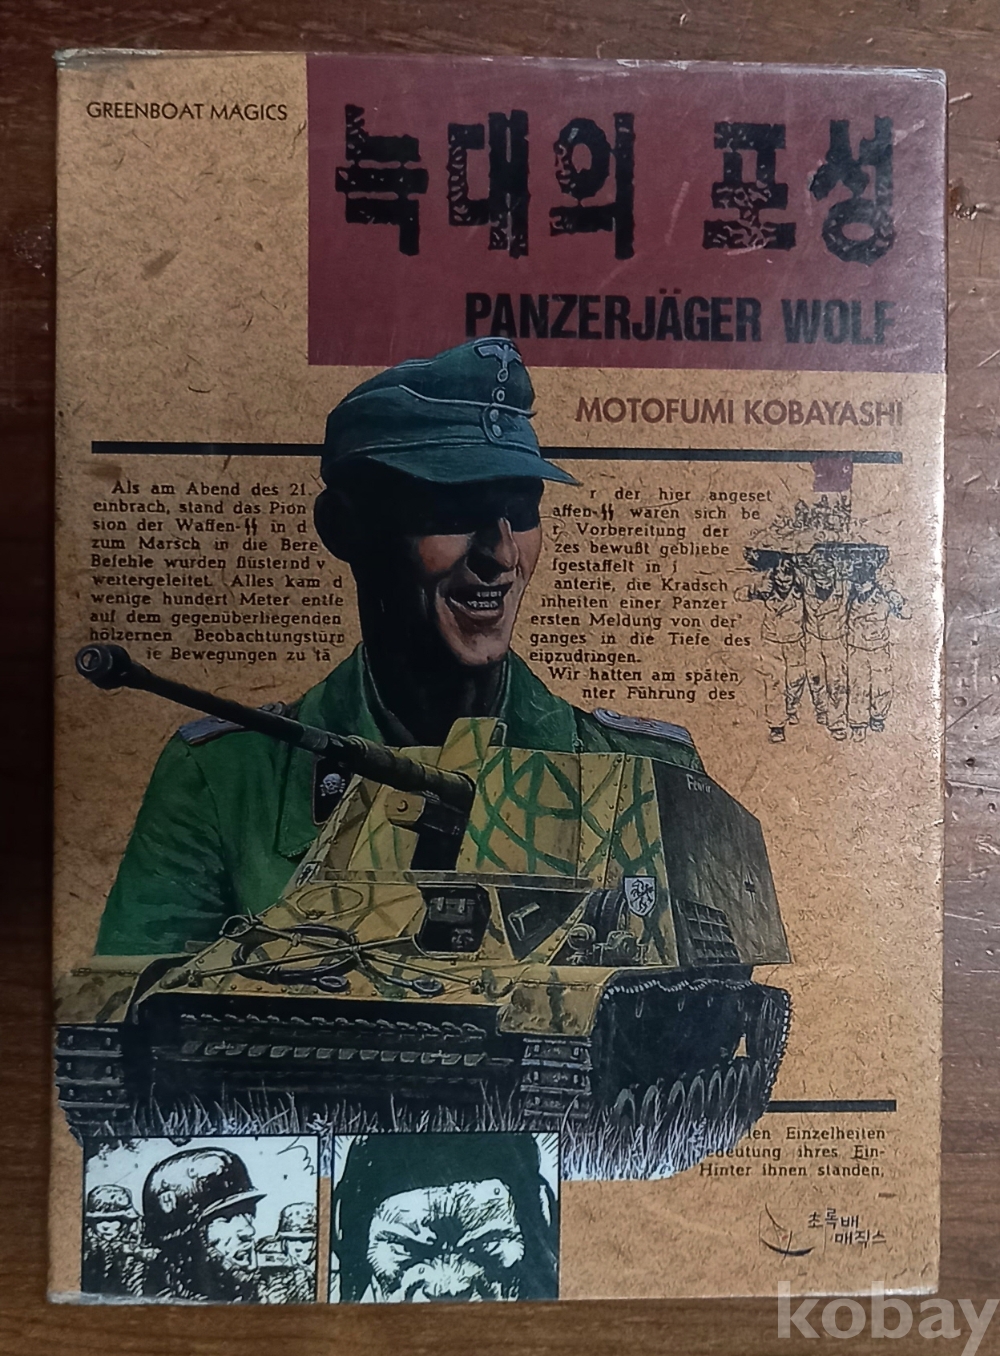 GREENBOAT MAGICS
늑대의 포성
PANZERJÄGER WOLF
MOTOFUMI KOBAYASHI
Als am Abend des 21.
einbrach, stand das Pion
sion der Waffen-SS in d
zum Marsch in die Bere
Befehle wurden flüsternd v
weitergeleitet. Alles kam d
wenige hundert Meter entfe
auf dem gegenüberliegenden
hölzernen Beobachtungstürn
ie Bewegungen zu tä
r der hier angeset
affen-SS waren sich be
r Vorbereitung der
zes bewußt gebliebe
fgestaffelt in j
anterie, die Kradsch
inheiten einer Panzer
ersten Meldung von der
ganges in die Tiefe des
einzudringen.
Wir hatten am späten
nter Führung des
den Einzelheiten
edeutung ihres Ein-
Hinter ihnen standen,
초록배
매직스
kobay